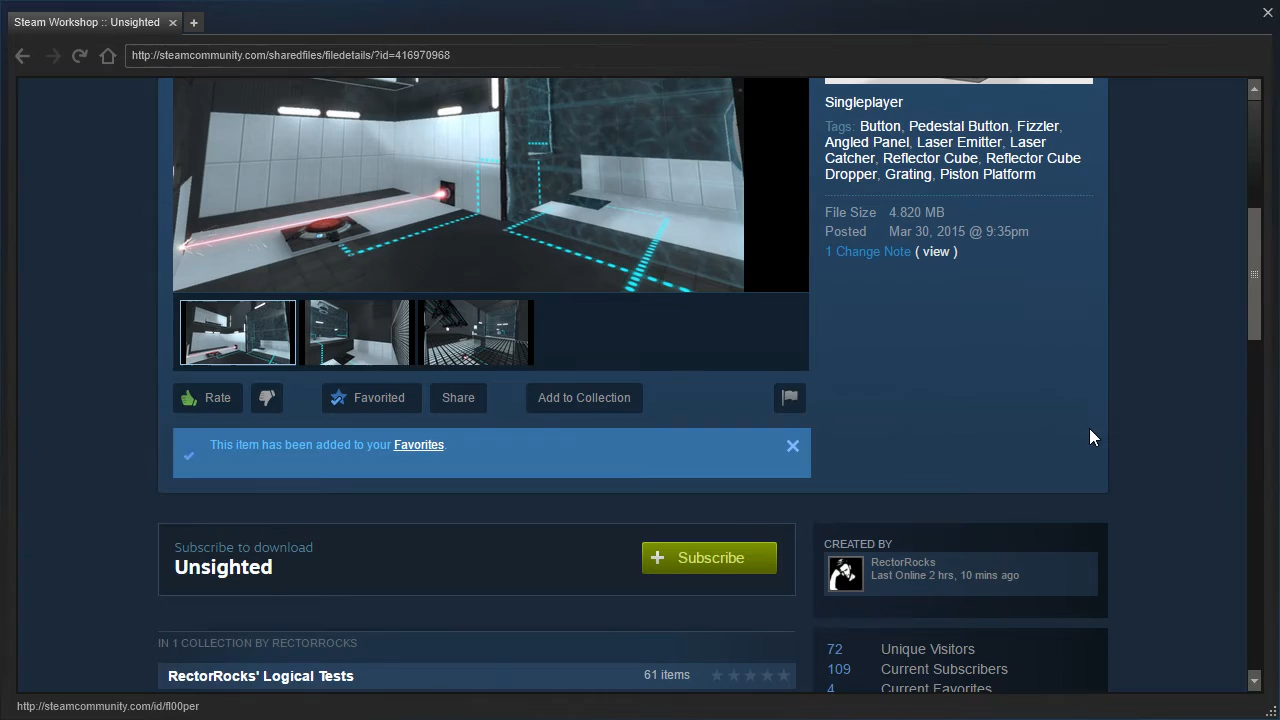 Steam Workshop :: Unsighted
http://steamcommunity.com/sharedfiles/filedetails/?id=416970968
Singleplayer
Tags: Button, Pedestal Button, Fizzler,
Angled Panel, Laser Emitter, Laser
Catcher, Reflector Cube, Reflector Cube
Dropper, Grating, Piston Platform
File Size 4.820 MB
Posted Mar 30, 2015 @ 9:35pm
1 Change Note ( view )
Rate
Favorited
Share
Add to Collection
This item has been added to your Favorites.
Subscribe to download
Unsighted
Subscribe
CREATED BY
RectorRocks
Last Online 2 hrs, 10 mins ago
IN 1 COLLECTION BY RECTORROCKS
RectorRocks' Logical Tests 61 items
72 Unique Visitors
109 Current Subscribers
4 Current Favorites
http://steamcommunity.com/id/fl00per